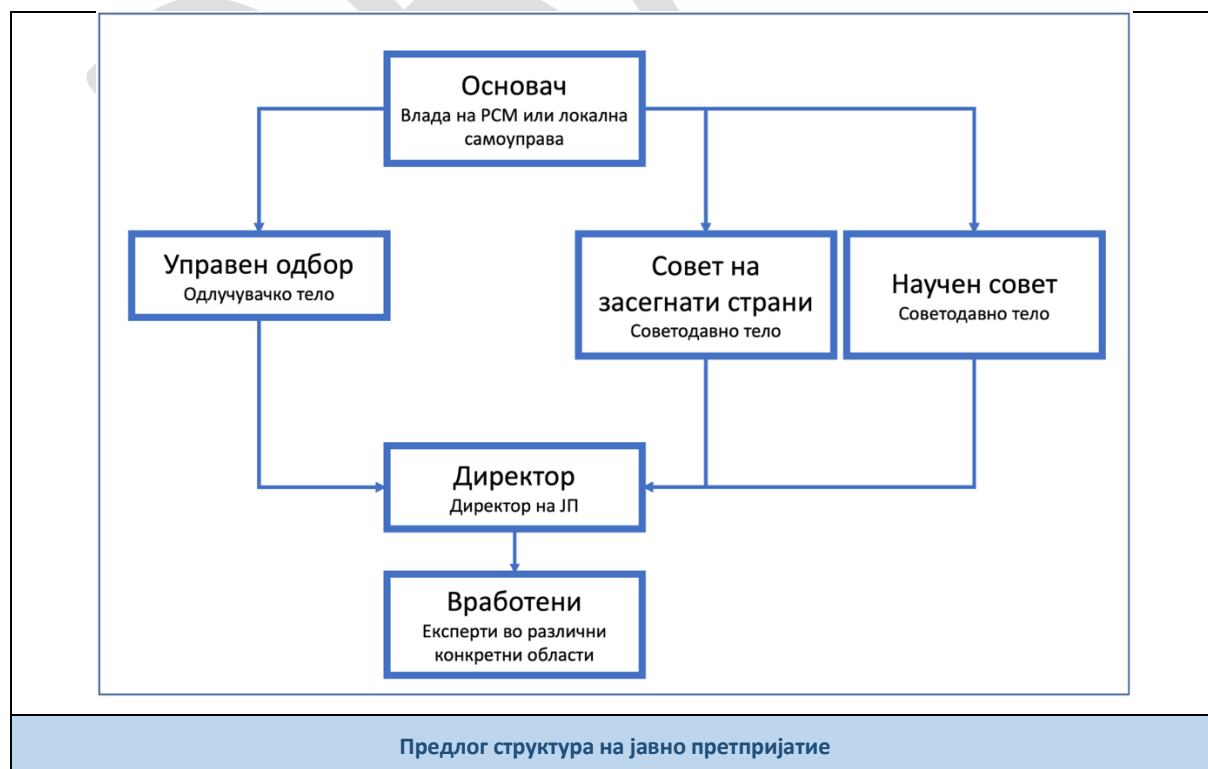 Основач
Влада на РСМ или локална
самоуправа
Управен одбор
Одлучувачко тело
Совет на
засегнати страни
Советодавно тело
Научен совет
Советодавно тело
Директор
Директор на ЈП
Вработени
Експерти во различни
конкретни области
Предлог структура на јавно претпријатие